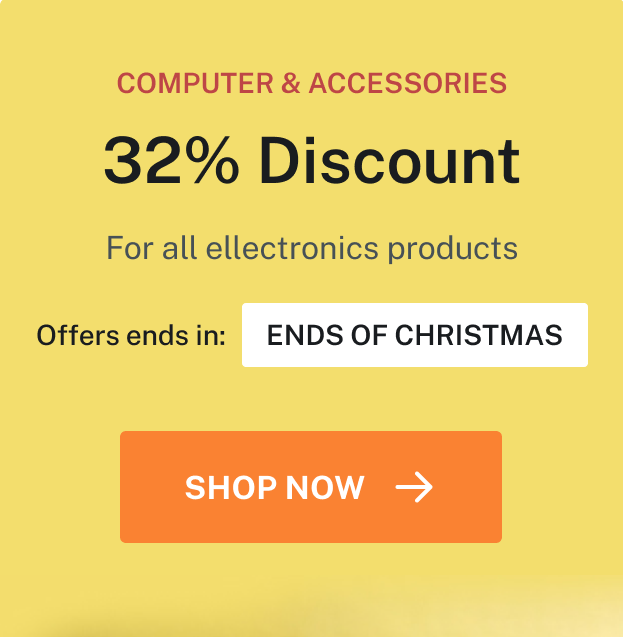 COMPUTER & ACCESSORIES
32% Discount
For all ellectronics products
Offers ends in: ENDS OF CHRISTMAS
SHOP NOW